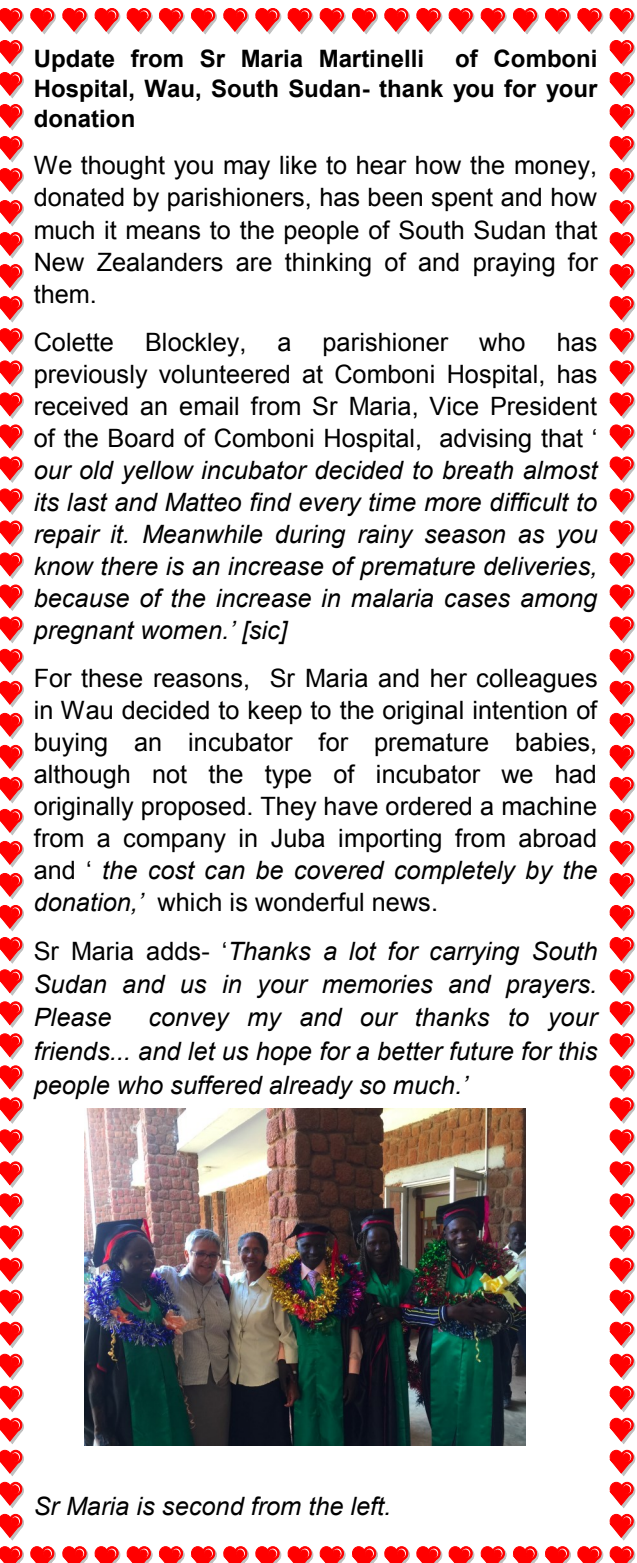 Update from Sr Maria Martinelli of Comboni
Hospital, Wau, South Sudan- thank you for your
donation
We thought you may like to hear how the money,
donated by parishioners, has been spent and how
much it means to the people of South Sudan that
New Zealanders are thinking of and praying for
them.
Colette Blockley, a parishioner who has
previously volunteered at Comboni Hospital, has
received an email from Sr Maria, Vice President
of the Board of Comboni Hospital, advising that ‘
our old yellow incubator decided to breath almost
its last and Matteo find every time more difficult to
repair it. Meanwhile during rainy season as you
know there is an increase of premature deliveries,
because of the increase in malaria cases among
pregnant women.’ [sic]
For these reasons, Sr Maria and her colleagues
in Wau decided to keep to the original intention of
buying an incubator for premature babies,
although not the type of incubator we had
originally proposed. They have ordered a machine
from a company in Juba importing from abroad
and ‘ the cost can be covered completely by the
donation,’ which is wonderful news.
Sr Maria adds- ‘Thanks a lot for carrying South
Sudan and us in your memories and prayers.
Please convey my and our thanks to your
friends... and let us hope for a better future for this
people who suffered already so much.’
Sr Maria is second from the left.